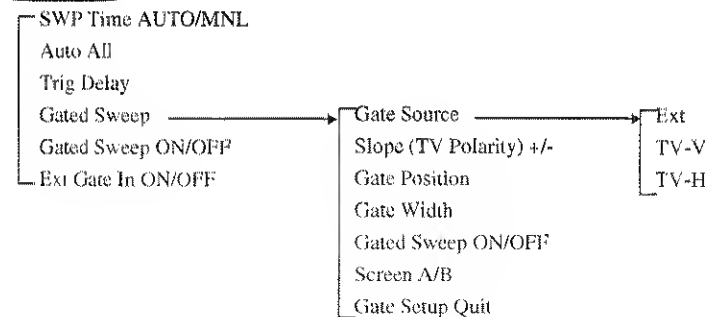 SWP Time AUTO/MNL
Auto All
Trig Delay
Gated Sweep
Gated Sweep ON/OFF
Ext Gate In ON/OFF
Gate Source
Slope (TV Polarity) +/-
Gate Position
Gate Width
Gated Sweep ON/OFF
Screen A/B
Gate Setup Quit
Ext
TV-V
TV-H